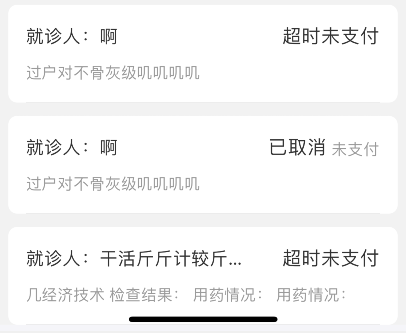 就诊人：啊 超时未支付
过户对不骨灰级叽叽叽叽
就诊人：啊 已取消 未支付
过户对不骨灰级叽叽叽叽
就诊人：干活斤斤计较斤... 超时未支付
几经济技术 检查结果： 用药情况： 用药情况：